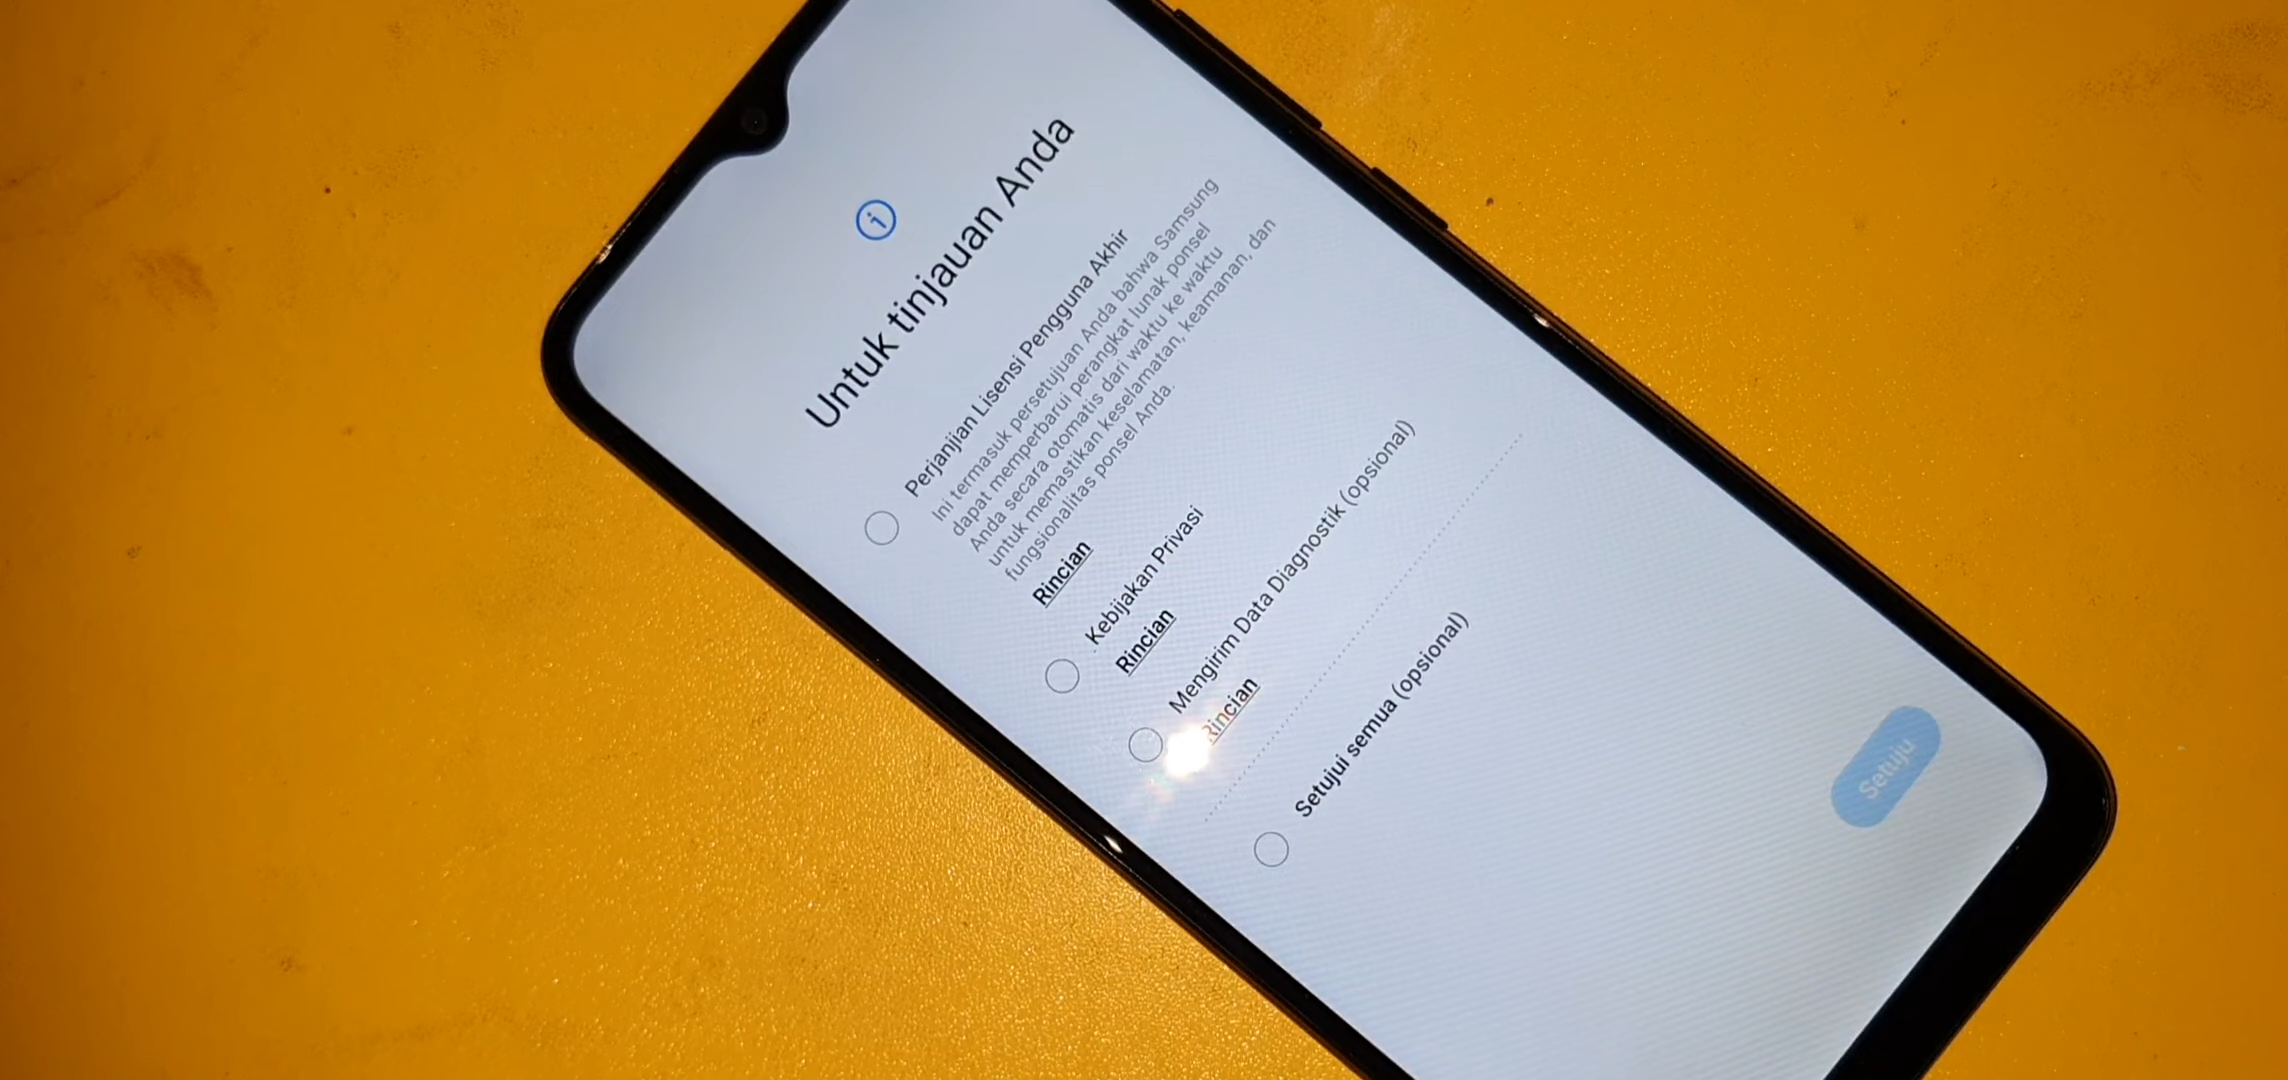 Untuk tinjauan Anda
Perjanjian Lisensi Pengguna Akhir
Ini termasuk persetujuan Anda bahwa Samsung
dapat memperbarui perangkat lunak ponsel
Anda secara otomatis dari waktu ke waktu
untuk memastikan keselamatan, keamanan, dan
fungsionalitas ponsel Anda.
Rincian
Kebijakan Privasi
Rincian
Mengirim Data Diagnostik (opsional)
Rincian
Setujui semua (opsional)
Setuju